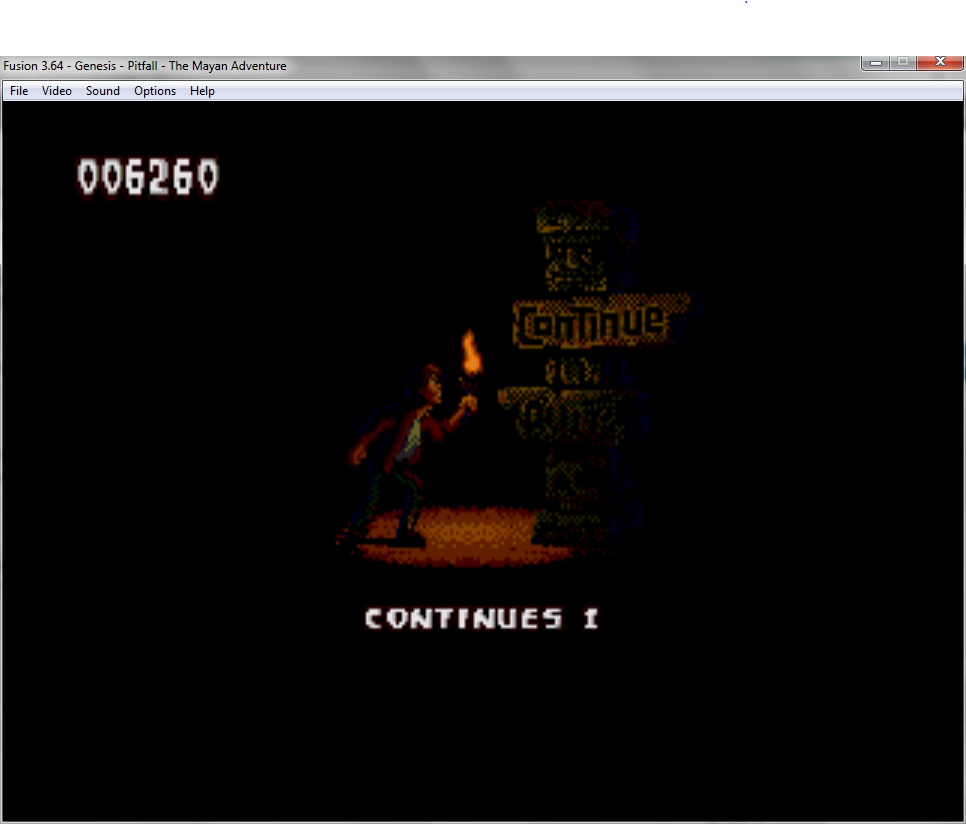 Fusion 3.64 - Genesis - Pitfall - The Mayan Adventure
File Video Sound Options Help
006260
Continue
CONTINUES 1